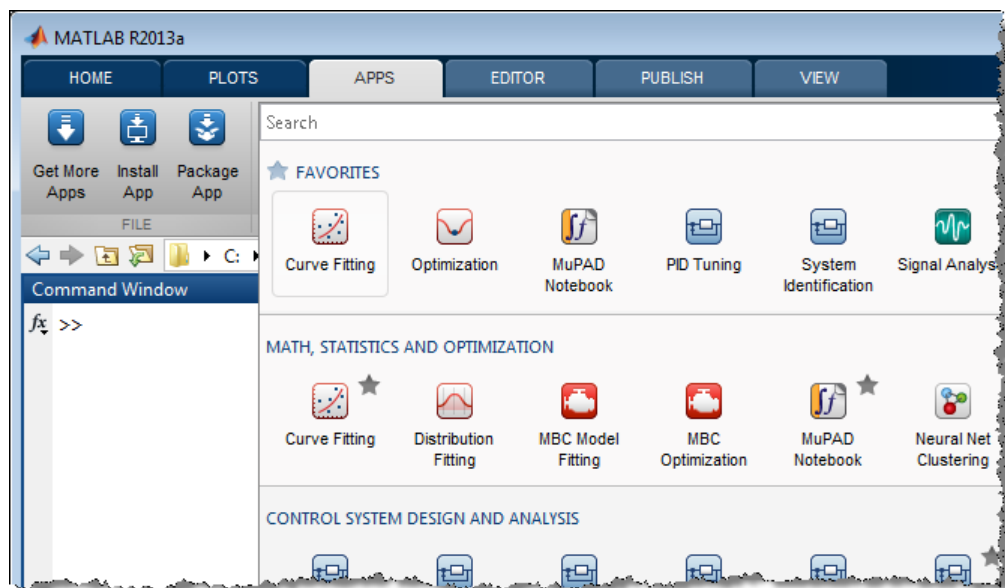 MATLAB R2013a
HOME PLOTS APPS EDITOR PUBLISH VIEW
Get More Apps
Install App
Package App
FILE
Search
FAVORITES
Curve Fitting
Optimization
MuPAD Notebook
PID Tuning
System Identification
Signal Analys
C:
Command Window
fx >>
MATH, STATISTICS AND OPTIMIZATION
Curve Fitting
Distribution Fitting
MBC Model Fitting
MBC Optimization
MuPAD Notebook
Neural Net Clustering
CONTROL SYSTEM DESIGN AND ANALYSIS